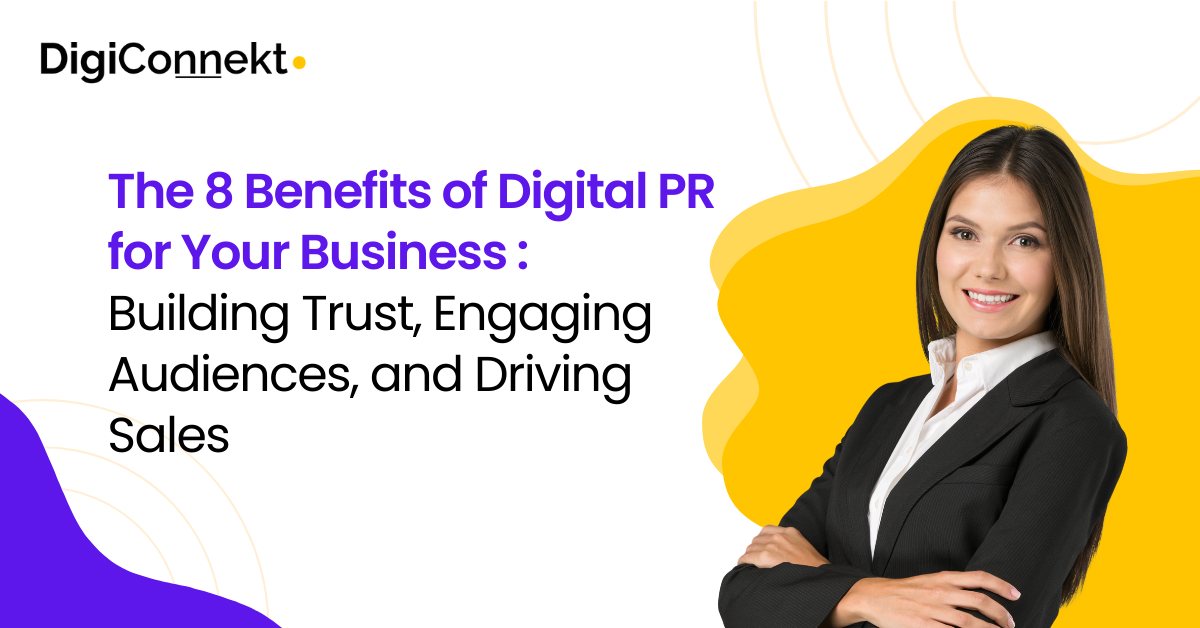 DigiConnekt
The 8 Benefits of Digital PR
for Your Business :
Building Trust, Engaging
Audiences, and Driving
Sales